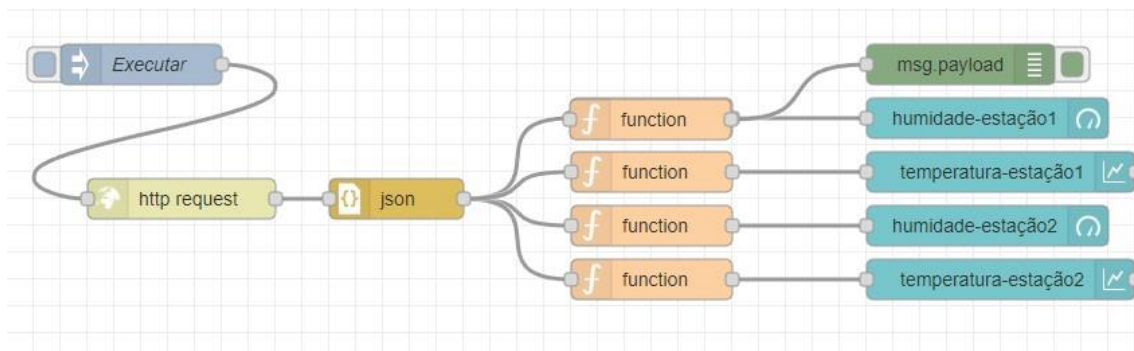 Executar
msg.payload
function
humidade-estação1
function
temperatura-estação1
http request
json
function
humidade-estação2
function
temperatura-estação2